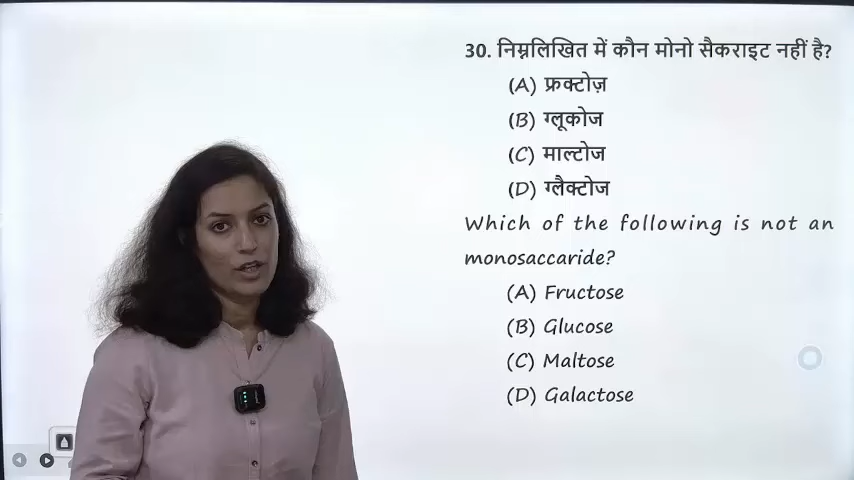 30. निम्नलिखित में कौन मोनो सैकराइट नहीं है?
(A) फ्रक्टोज़
(B) ग्लूकोज
(C) माल्टोज
(D) ग्लैक्टोज
Which of the following is not an
monosaccaride?
(A) Fructose
(B) Glucose
(C) Maltose
(D) Galactose